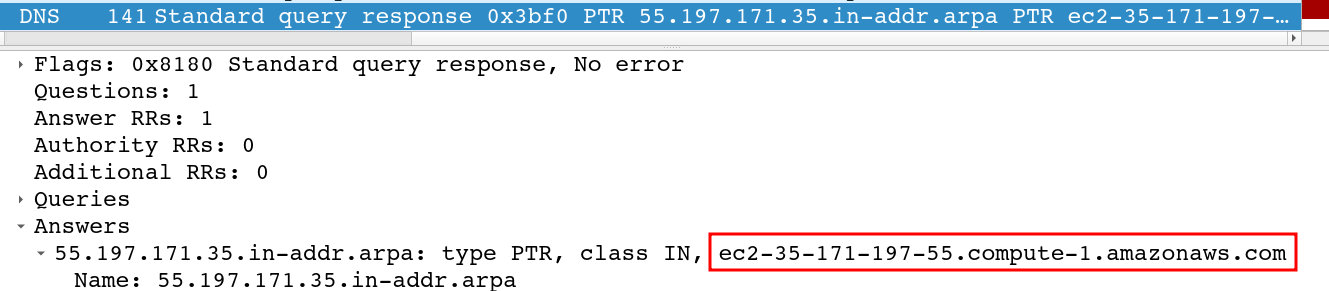 DNS 141 Standard query response 0x3bf0 PTR 55.197.171.35.in-addr.arpa PTR ec2-35-171-197-…
Flags: 0x8180 Standard query response, No error
Questions: 1
Answer RRs: 1
Authority RRs: 0
Additional RRs: 0
Queries
Answers
55.197.171.35.in-addr.arpa: type PTR, class IN, ec2-35-171-197-55.compute-1.amazonaws.com
Name: 55.197.171.35.in-addr.arpa